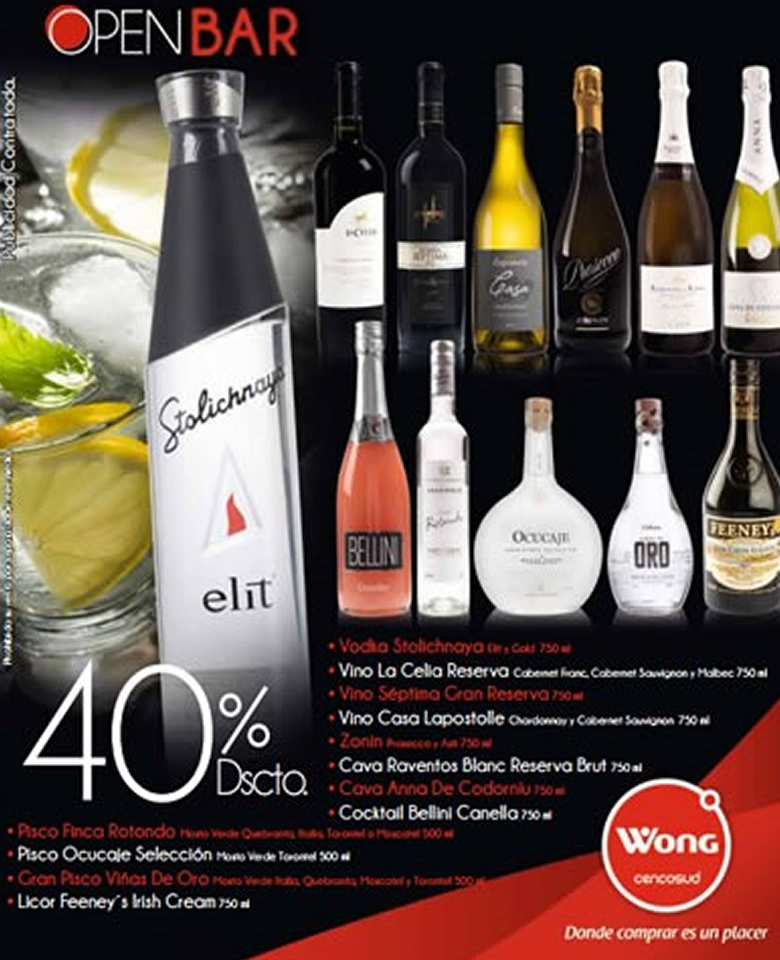 OPEN BAR
Publicidad Contratada.
Stolichnaya
elit
Prosecco
Casa
BELLINI
OCUCAJE
ORO
FEENEY'S
40% Dscto.
• Vodka Stolichnaya Elit y Gold 750 ml
• Vino La Celia Reserva Cabernet Franc, Cabernet Sauvignon y Malbec 750 ml
• Vino Séptima Gran Reserva 750 ml
• Vino Casa Lapostolle Chardonnay y Cabernet Sauvignon 750 ml
• Zonin Prosecco y Asti 750 ml
• Cava Raventos Blanc Reserva Brut 750 ml
• Cava Anna De Codorniu 750 ml
• Cocktail Bellini Canella 750 ml
• Pisco Finca Rotondo Mosto Verde Quebranta, Italia, Torontel o Moscatel 500 ml
• Pisco Ocucaje Selección Mosto Verde Torontel 500 ml
• Gran Pisco Viñas De Oro Mosto Verde Italia, Quebranta, Moscatel y Torontel 500 ml
• Licor Feeney´s Irish Cream 750 ml
Wong
cencosud
Donde comprar es un placer